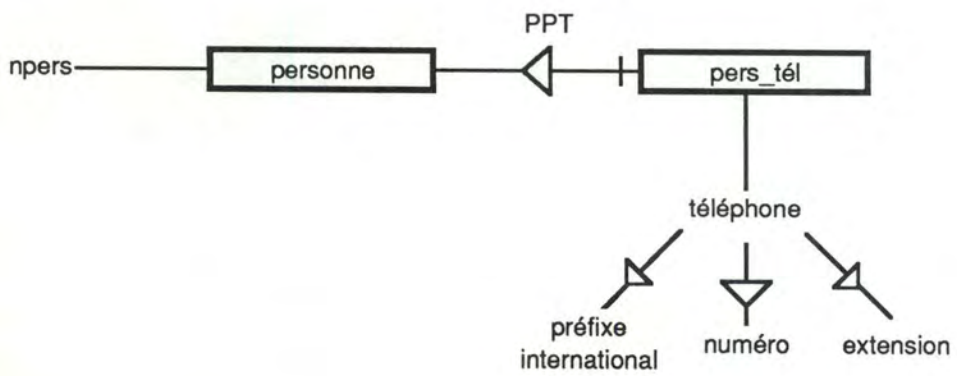 PPT
npers
personne
pers_tél
téléphone
préfixe
international
numéro
extension